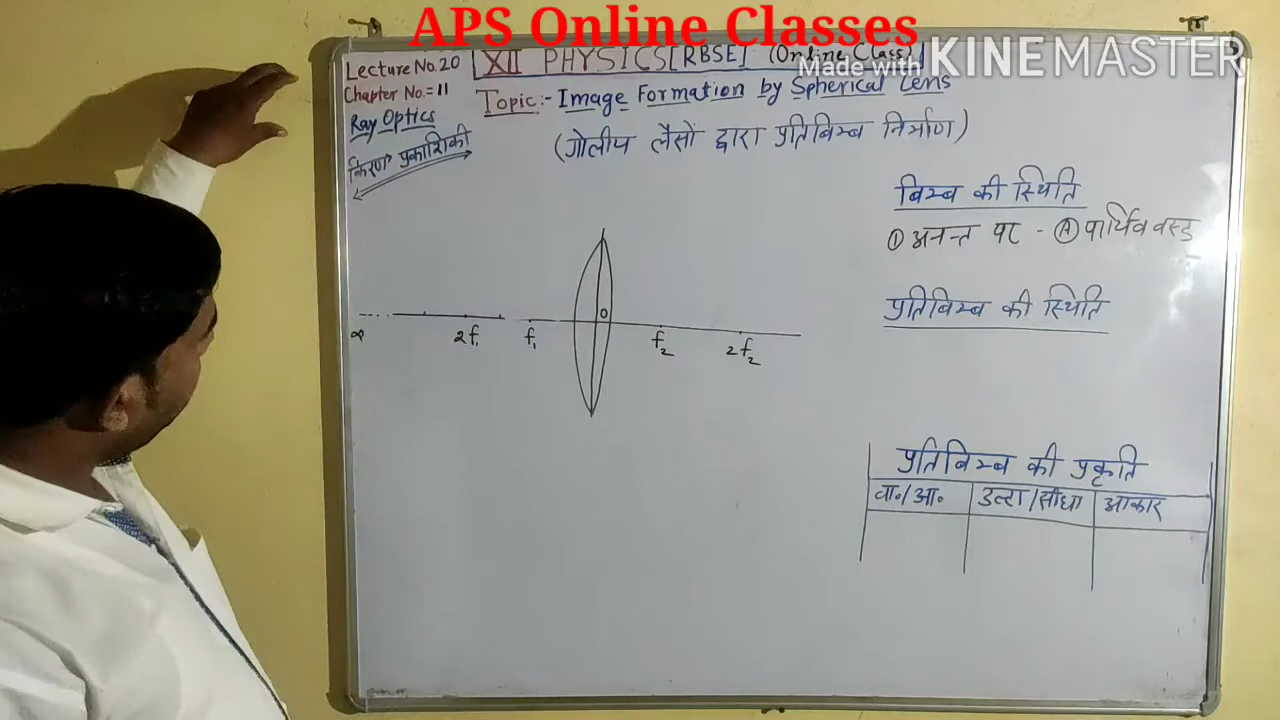 APS Online Classes
Made with KINEMASTER
Lecture No.20
XII PHYSICS [RBSE] (Online Class)
Chapter No.=11
Topic:- Image Formation by Spherical Lens
Ray Optics
(गोलीय लैंसों द्वारा प्रतिबिम्ब निर्माण)
किरण प्रकाशिकी
बिम्ब की स्थिति
① अनन्त पर - Ⓐ पार्थिव वस्तु
प्रतिबिम्ब की स्थिति
∞ 2f₁ f₁ O f₂ 2f₂
प्रतिबिम्ब की प्रकृति
वा०/आ० उल्टा/सीधा आकार